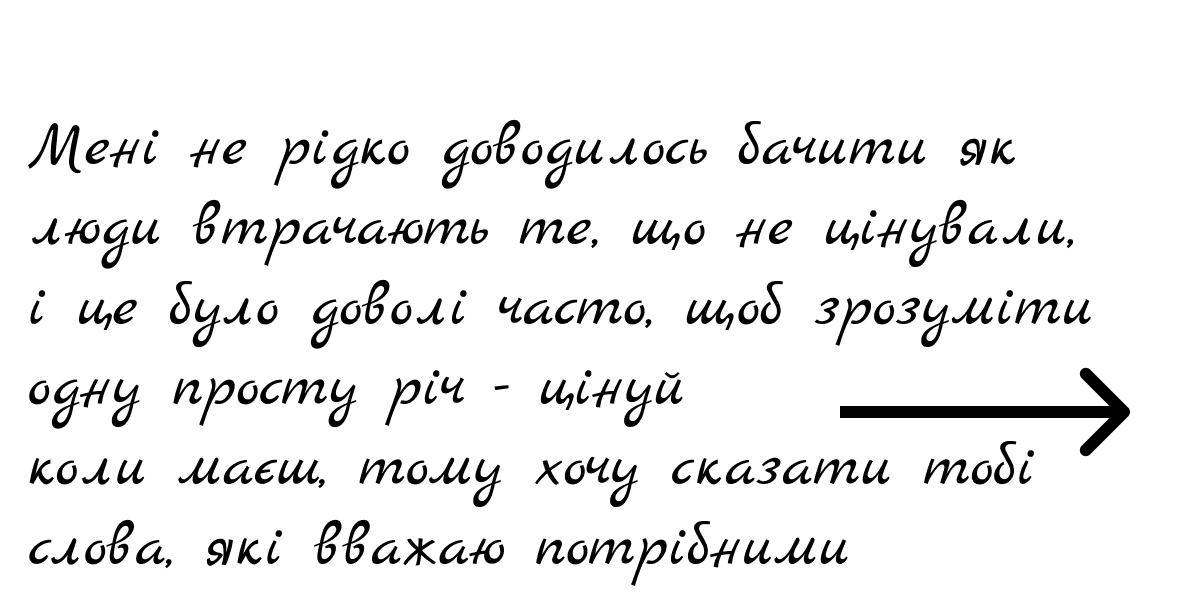 Мені не рідко доводилось бачити як
люди втрачають те, що не цінували,
і це було доволі часто, щоб зрозуміти
одну просту річ - цінуй
коли маєш, тому хочу сказати тобі
слова, які вважаю потрібними